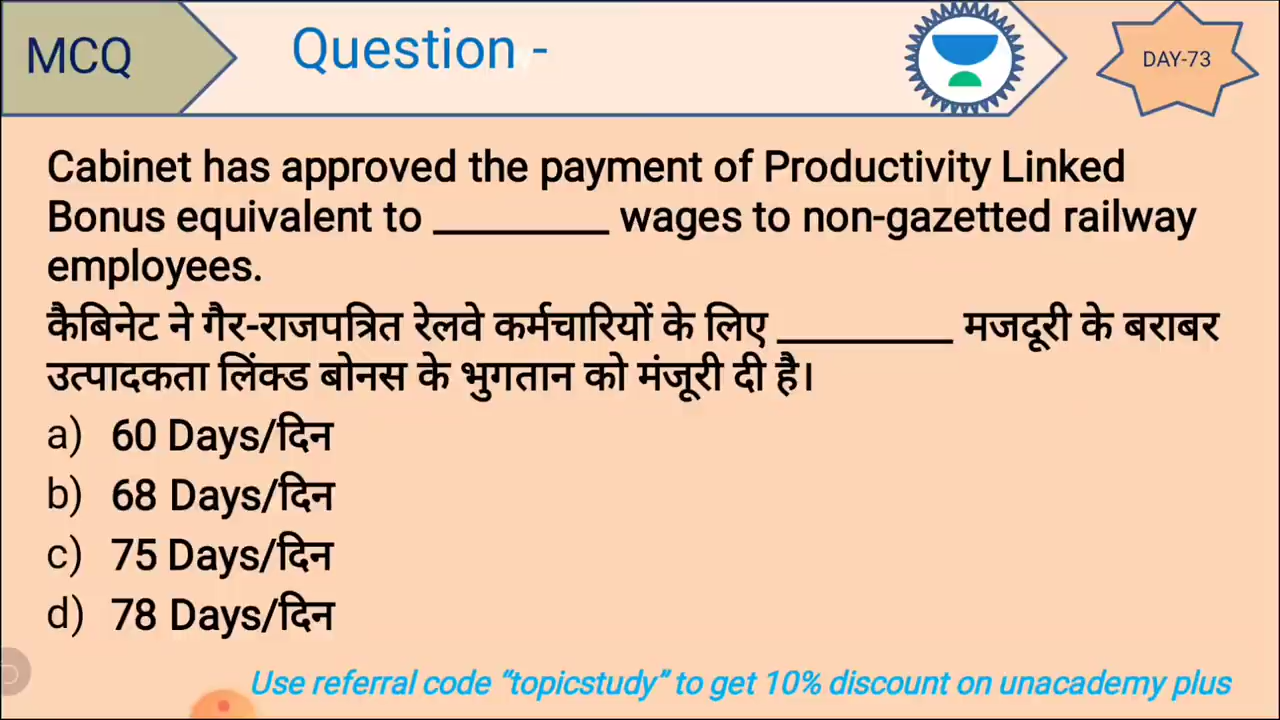 MCQ
Question -
DAY-73
Cabinet has approved the payment of Productivity Linked
Bonus equivalent to ________ wages to non-gazetted railway
employees.
कैबिनेट ने गैर-राजपत्रित रेलवे कर्मचारियों के लिए ________ मजदूरी के बराबर
उत्पादकता लिंक्ड बोनस के भुगतान को मंजूरी दी है।
a) 60 Days/दिन
b) 68 Days/दिन
c) 75 Days/दिन
d) 78 Days/दिन
Use referral code “topicstudy” to get 10% discount on unacademy plus